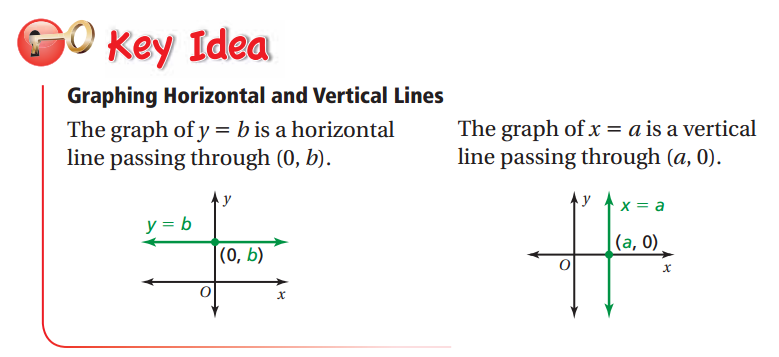 Key Idea
Graphing Horizontal and Vertical Lines
The graph of y = b is a horizontal
line passing through (0, b).
y
y = b
(0, b)
O
x
The graph of x = a is a vertical
line passing through (a, 0).
y
x = a
(a, 0)
O
x